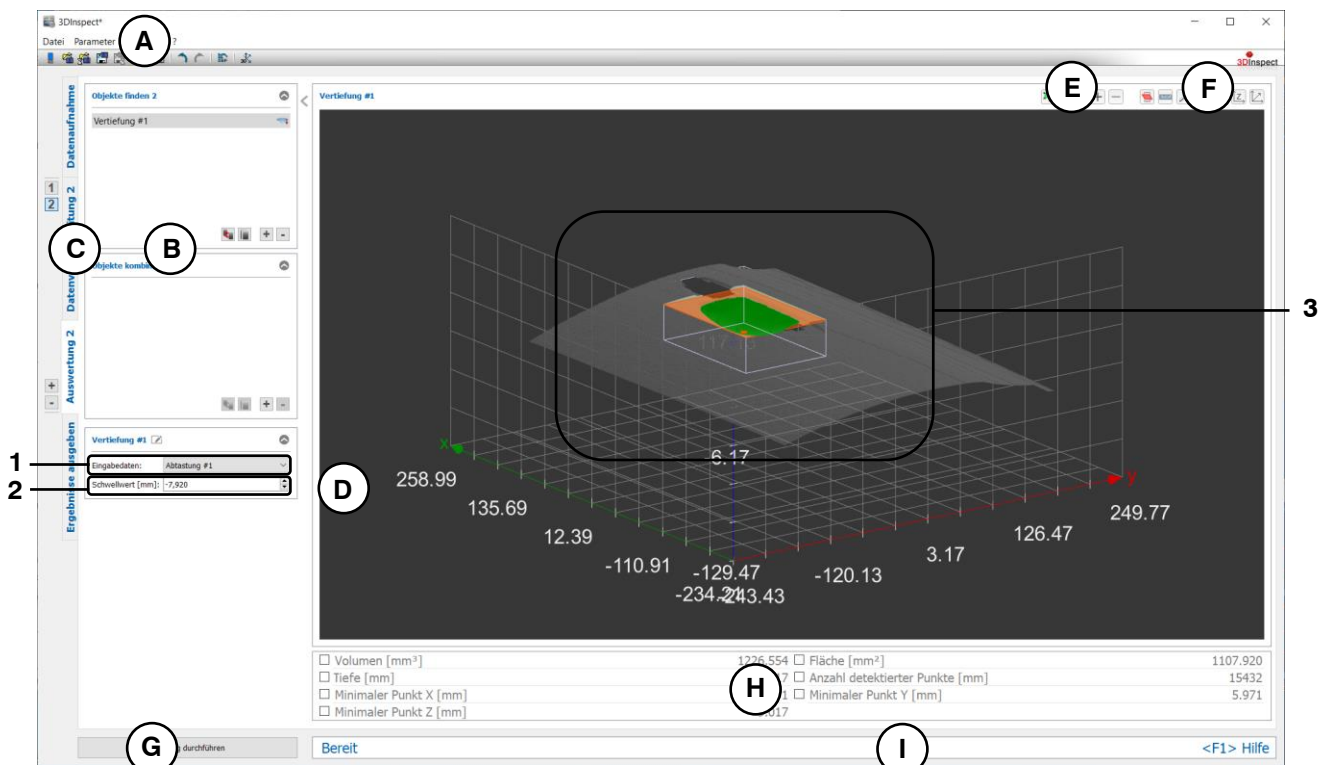 3DInspect*
Datei Parameter A ?
3DInspect
Datenaufnahme
Objekte finden 2
Vertiefung #1
E
F
Vertiefung #1
1
2
C
B
D
3
Auswertung 2
+
-
+ -
+ -
Ergebnisse ausgeben
Vertiefung #1
1
Eingabedaten: Abtastung #1
2
Schwellwert [mm]: -7,920
x
y
6.17
258.99
135.69
12.39
-110.91
-129.47
-243.43
-120.13
3.17
126.47
249.77
Volumen [mm³] 1226.554
Fläche [mm²] 1107.920
Tiefe [mm]
Anzahl detektierter Punkte [mm] 15432
Minimaler Punkt X [mm]
H
Minimaler Punkt Y [mm] 5.971
Minimaler Punkt Z [mm]
G
durchführen
Bereit
I
<F1> Hilfe